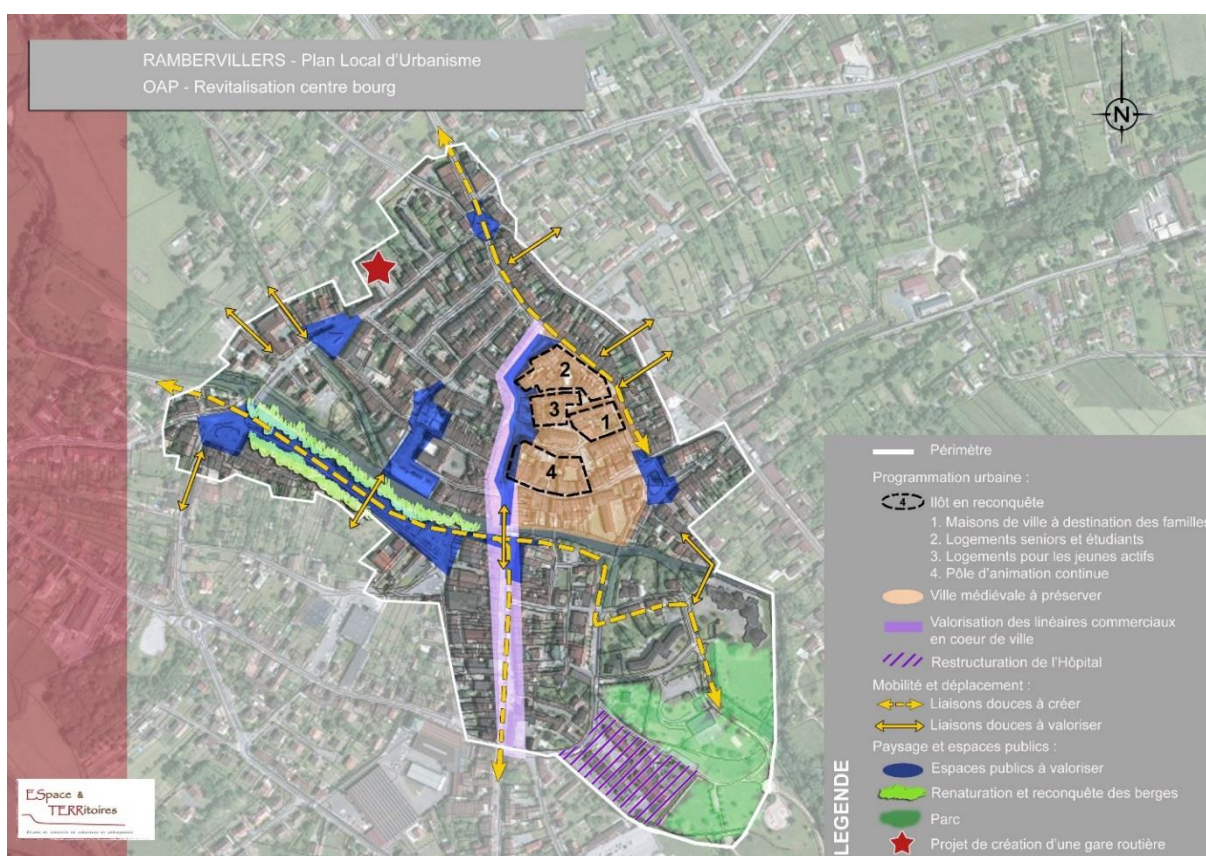 RAMBERVILLERS - Plan Local d'Urbanisme
OAP - Revitalisation centre bourg
N
2
3
1
4
LEGENDE
Périmètre
Programmation urbaine :
4 Ilôt en reconquête
1. Maisons de ville à destination des familles
2. Logements seniors et étudiants
3. Logements pour les jeunes actifs
4. Pôle d'animation continue
Ville médiévale à préserver
Valorisation des linéaires commerciaux
en coeur de ville
Restructuration de l'Hôpital
Mobilité et déplacement :
Liaisons douces à créer
Liaisons douces à valoriser
Paysage et espaces publics :
Espaces publics à valoriser
Renaturation et reconquête des berges
Parc
Projet de création d'une gare routière
ESpace &
TERRitoires